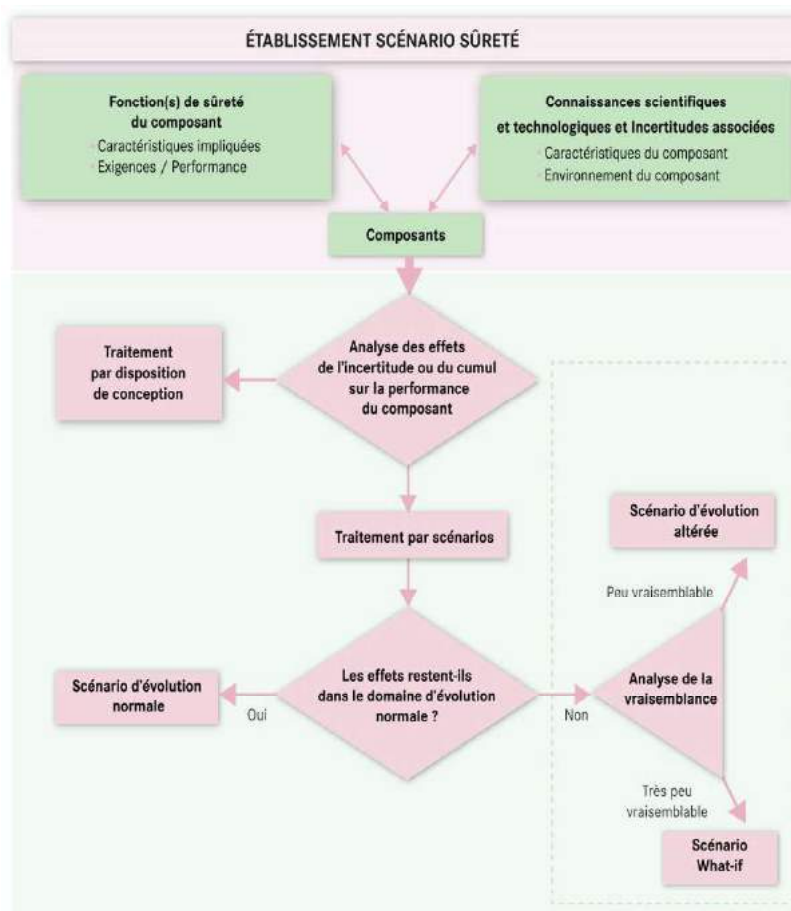 ÉTABLISSEMENT SCÉNARIO SÛRETÉ
Fonction(s) de sûreté
du composant
• Caractéristiques impliquées
• Exigences / Performance
Connaissances scientifiques
et technologiques et Incertitudes associées
• Caractéristiques du composant
• Environnement du composant
Composants
Analyse des effets
de l'incertitude ou du cumul
sur la performance
du composant
Traitement
par disposition
de conception
Traitement par scénarios
Scénario d'évolution
altérée
Peu vraisemblable
Les effets restent-ils
dans le domaine d'évolution
normale ?
Scénario d'évolution
normale
Oui
Non
Analyse de la
vraisemblance
Très peu
vraisemblable
Scénario
What-if